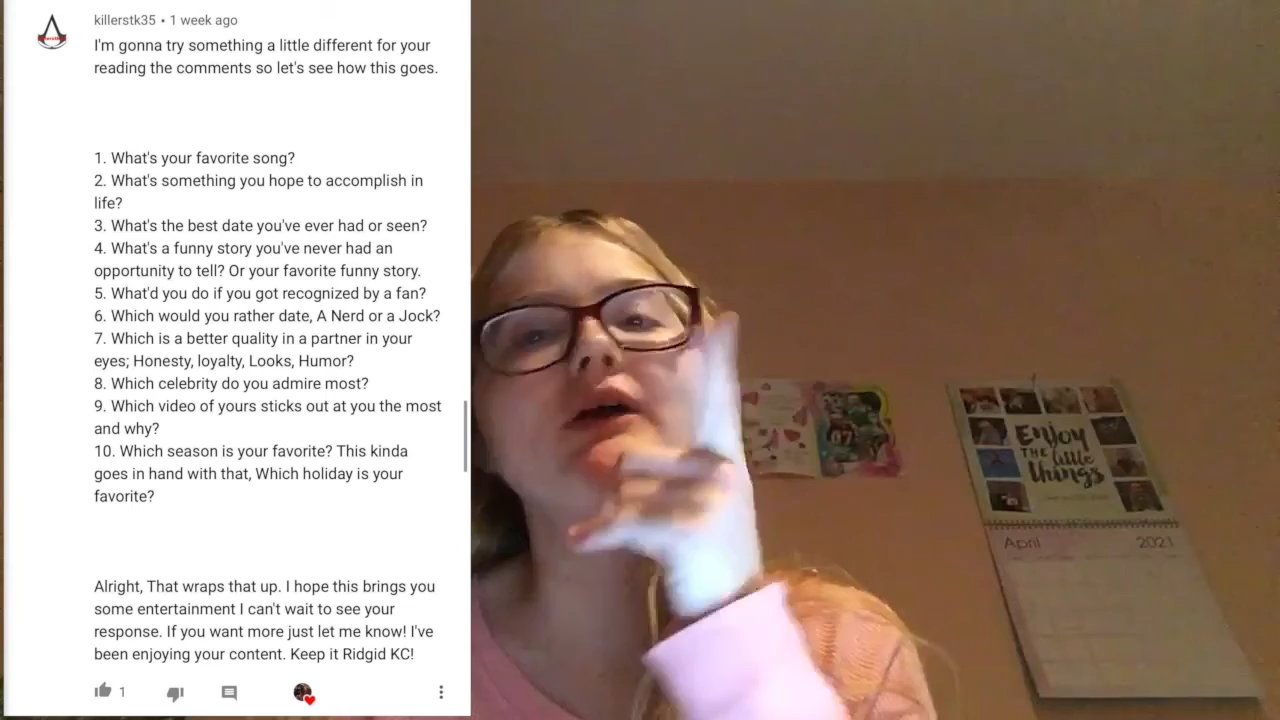 killerstk35 • 1 week ago
I'm gonna try something a little different for your
reading the comments so let's see how this goes.
1. What's your favorite song?
2. What's something you hope to accomplish in
life?
3. What's the best date you've ever had or seen?
4. What's a funny story you've never had an
opportunity to tell? Or your favorite funny story.
5. What'd you do if you got recognized by a fan?
6. Which would you rather date, A Nerd or a Jock?
7. Which is a better quality in a partner in your
eyes; Honesty, loyalty, Looks, Humor?
8. Which celebrity do you admire most?
9. Which video of yours sticks out at you the most
and why?
10. Which season is your favorite? This kinda
goes in hand with that, Which holiday is your
favorite?
Alright, That wraps that up. I hope this brings you
some entertainment I can't wait to see your
response. If you want more just let me know! I've
been enjoying your content. Keep it Ridgid KC!
1
Enjoy
THE little
things
April 2021